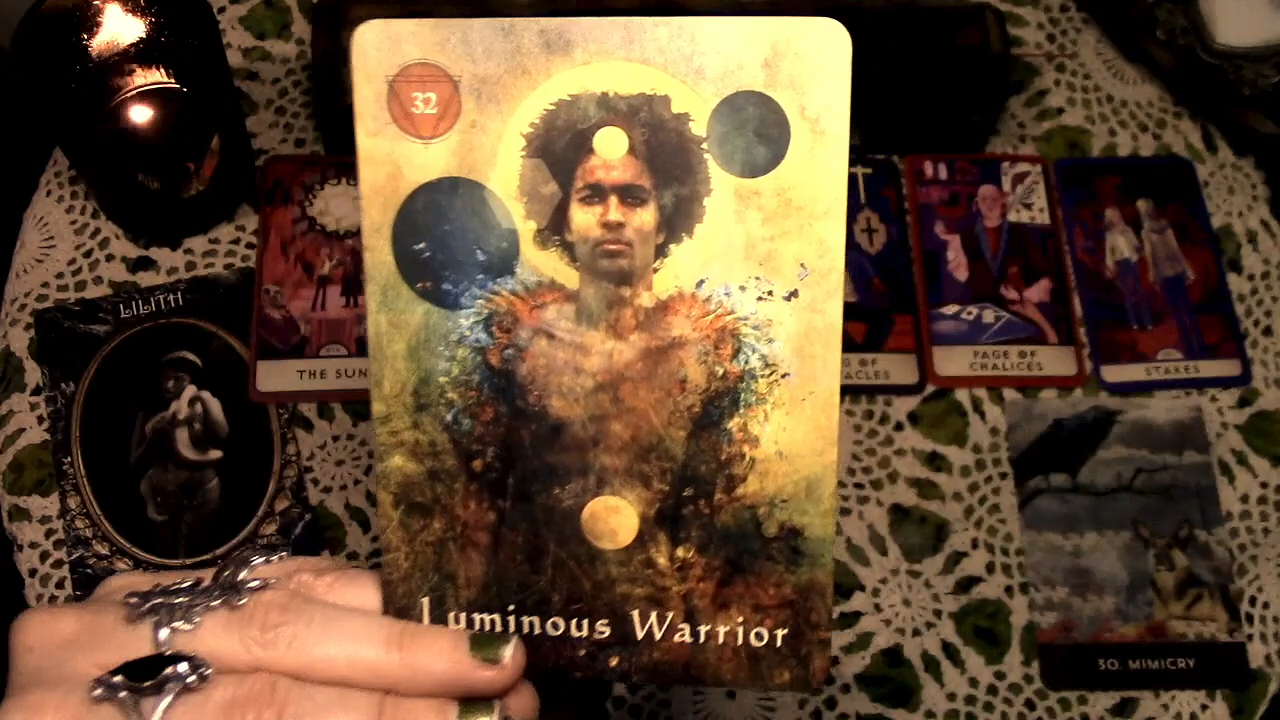 32
Luminous Warrior
LILITH
THE SUN
OF
ACLES
PAGE OF
CHALICES
STAKES
30. MIMICRY